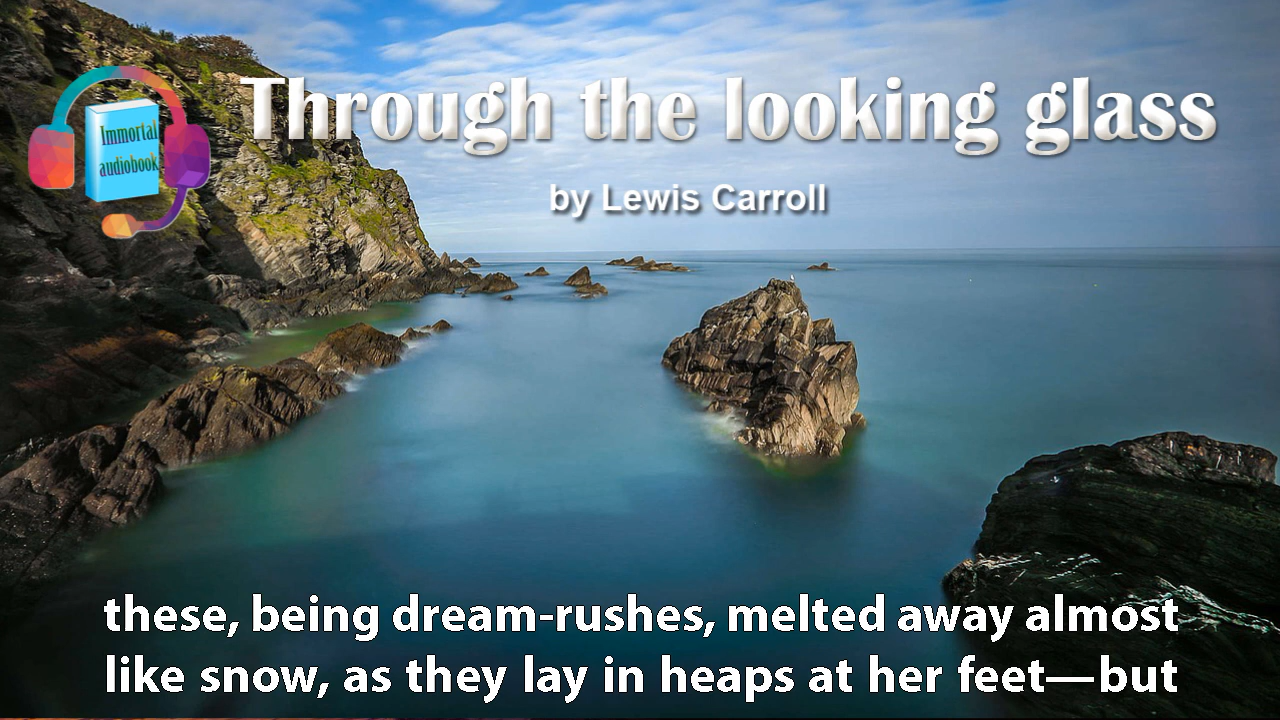 Through the looking glass
Immortal
audiobook
by Lewis Carroll
these, being dream-rushes, melted away almost
like snow, as they lay in heaps at her feet—but